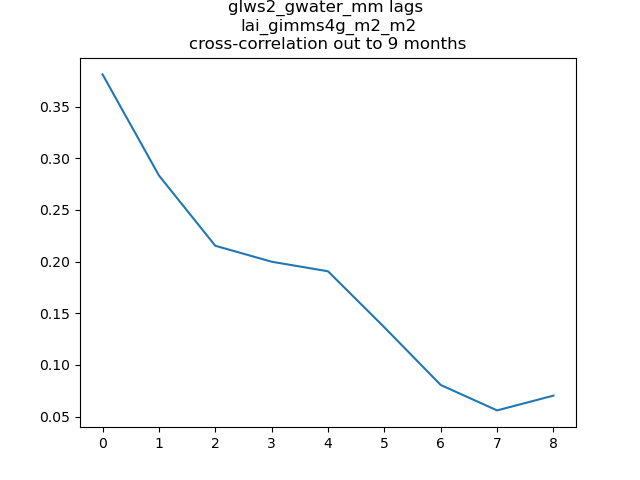 glws2_gwater_mm lags
lai_gimms4g_m2_m2
cross-correlation out to 9 months
0.35
0.30
0.25
0.20
0.15
0.10
0.05
0 1 2 3 4 5 6 7 8